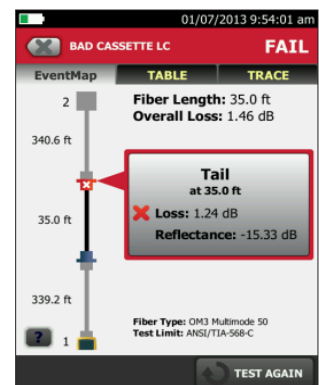 01/07/2013 9:54:01 am
BAD CASSETTE LC
FAIL
EventMap
TABLE
TRACE
2
Fiber Length: 35.0 ft
Overall Loss: 1.46 dB
340.6 ft
Tail
at 35.0 ft
Loss: 1.24 dB
Reflectance: -15.33 dB
35.0 ft
339.2 ft
Fiber Type: OM3 Multimode 50
Test Limit: ANSI/TIA-568-C
?
1
TEST AGAIN